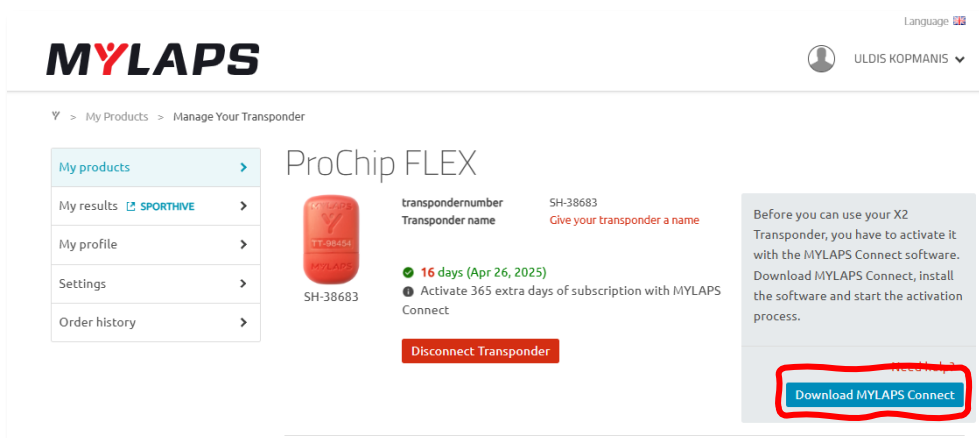 Language
MYLAPS
ULDIS KOPMANIS
> My Products > Manage Your Transponder
My products
My results SPORTHIVE
My profile
Settings
Order history
ProChip FLEX
MYLAPS
TT-98454
MYLAPS
SH-38683
transpondernumber SH-38683
Transponder name Give your transponder a name
16 days (Apr 26, 2025)
Activate 365 extra days of subscription with MYLAPS
Connect
Disconnect Transponder
Before you can use your X2
Transponder, you have to activate it
with the MYLAPS Connect software.
Download MYLAPS Connect, install
the software and start the activation
process.
Need help?
Download MYLAPS Connect